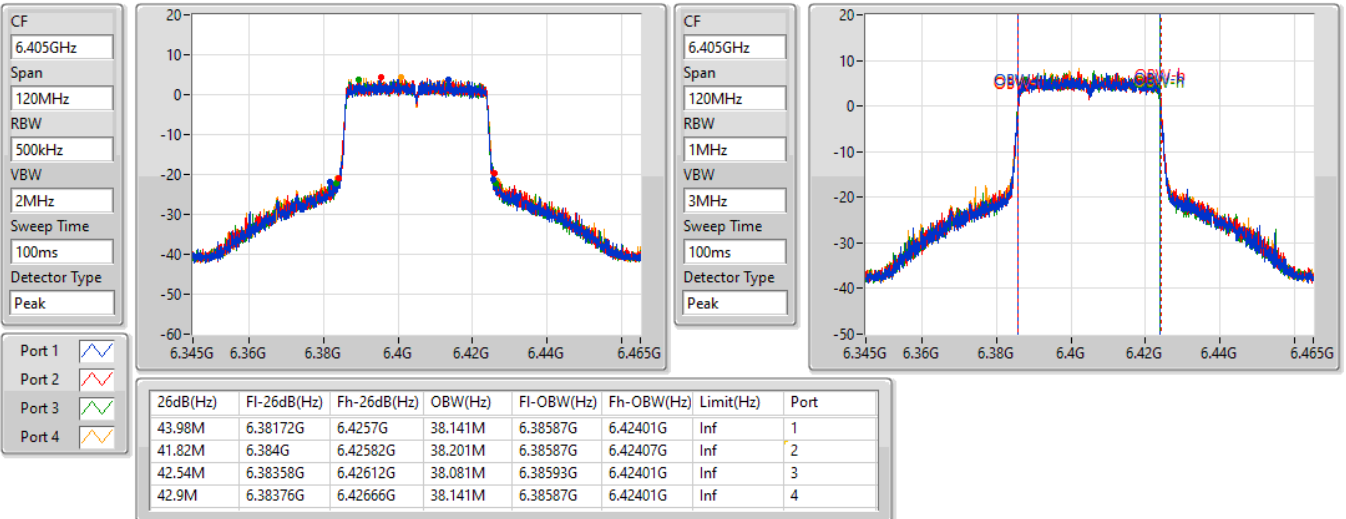 CF
6.405GHz
Span
120MHz
RBW
500kHz
VBW
2MHz
Sweep Time
100ms
Detector Type
Peak
20
10
0
-10
-20
-30
-40
-50
-60
6.345G 6.36G 6.38G 6.4G 6.42G 6.44G 6.465G
CF
6.405GHz
Span
120MHz
RBW
1MHz
VBW
3MHz
Sweep Time
100ms
Detector Type
Peak
20
10
0
-10
-20
-30
-40
-50
OBW-h
6.345G 6.36G 6.38G 6.4G 6.42G 6.44G 6.465G
Port 1
Port 2
Port 3
Port 4
26dB(Hz) Fl-26dB(Hz) Fh-26dB(Hz) OBW(Hz) Fl-OBW(Hz) Fh-OBW(Hz) Limit(Hz) Port
43.98M 6.38172G 6.4257G 38.141M 6.38587G 6.42401G Inf 1
41.82M 6.384G 6.42582G 38.201M 6.38587G 6.42407G Inf 2
42.54M 6.38358G 6.42612G 38.081M 6.38593G 6.42401G Inf 3
42.9M 6.38376G 6.42666G 38.141M 6.38587G 6.42401G Inf 4